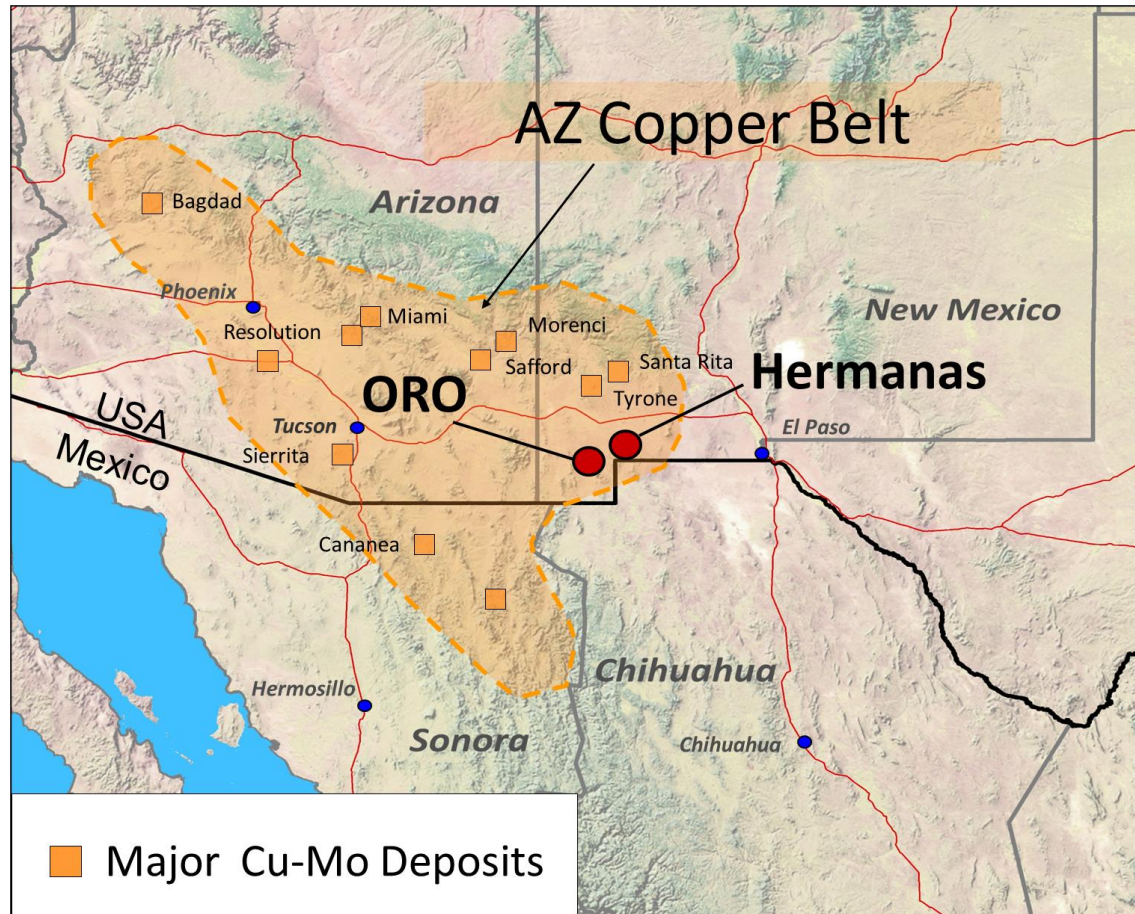 AZ Copper Belt
Arizona
Bagdad
Phoenix
New Mexico
Miami
Morenci
Resolution
Safford
Santa Rita
Hermanas
ORO
Tyrone
USA
Tucson
El Paso
Mexico
Sierrita
Cananea
Chihuahua
Hermosillo
Sonora
Chihuahua
Major Cu-Mo Deposits